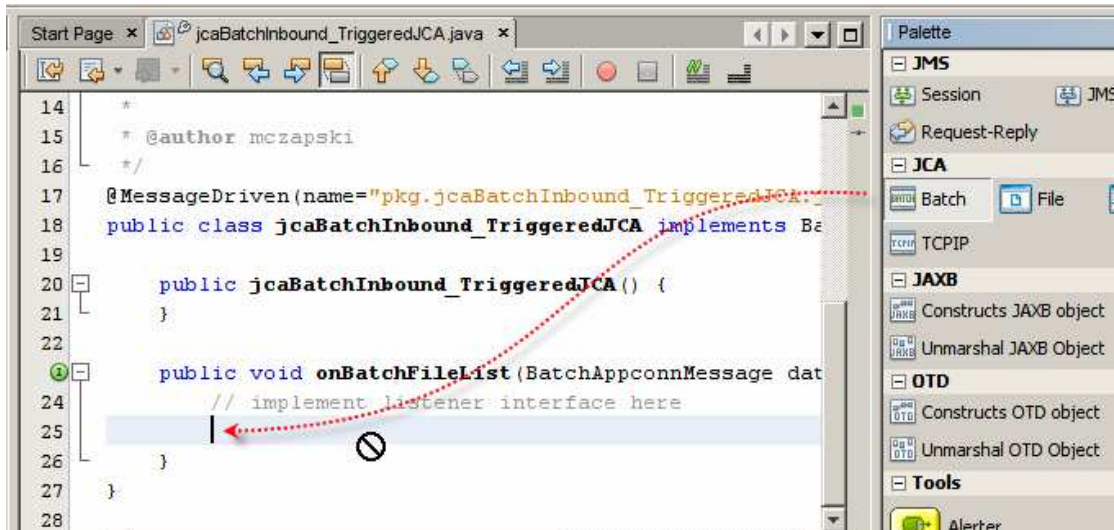 Start Page
jcaBatchInbound_TriggeredJCA.java
Palette
14 *
15 * @author mczapski
16 */
17 @MessageDriven(name="pkg.jcaBatchInbound_TriggeredJCA.
18 public class jcaBatchInbound_TriggeredJCA implements Ba
19
20 public jcaBatchInbound_TriggeredJCA() {
21 }
22
public void onBatchFileList(BatchAppconnMessage dat
24 // implement listener interface here
25
26 }
27 }
28
JMS
Session
JMS
Request-Reply
JCA
Batch
File
TCPIP
JAXB
Constructs JAXB object
Unmarshal JAXB Object
OTD
Constructs OTD object
Unmarshal OTD Object
Tools
Alerter